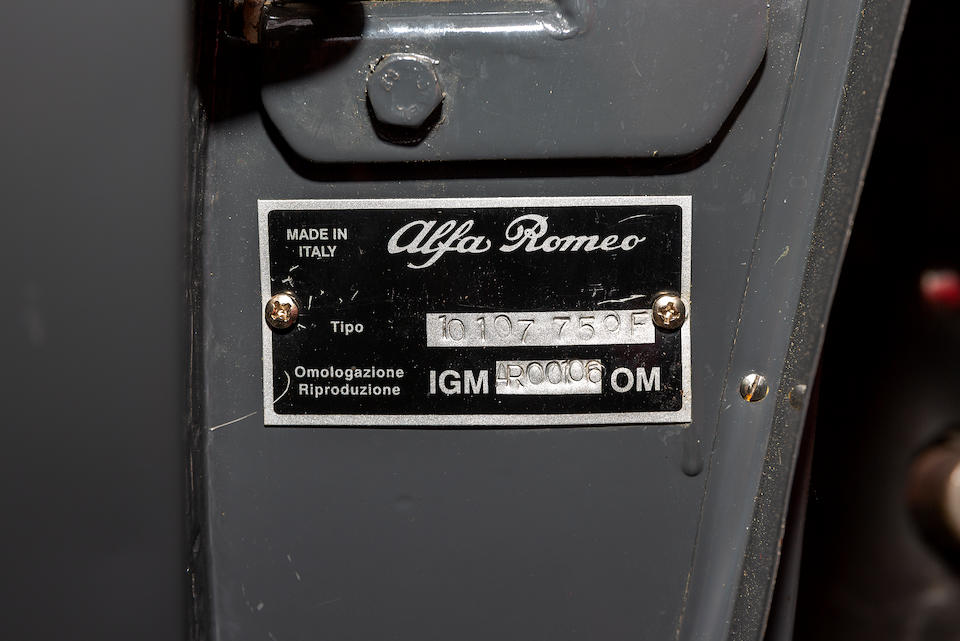 MADE IN
ITALY
Alfa Romeo
Tipo
10107 750F
Omologazione
Riproduzione
IGM AR00106 OM